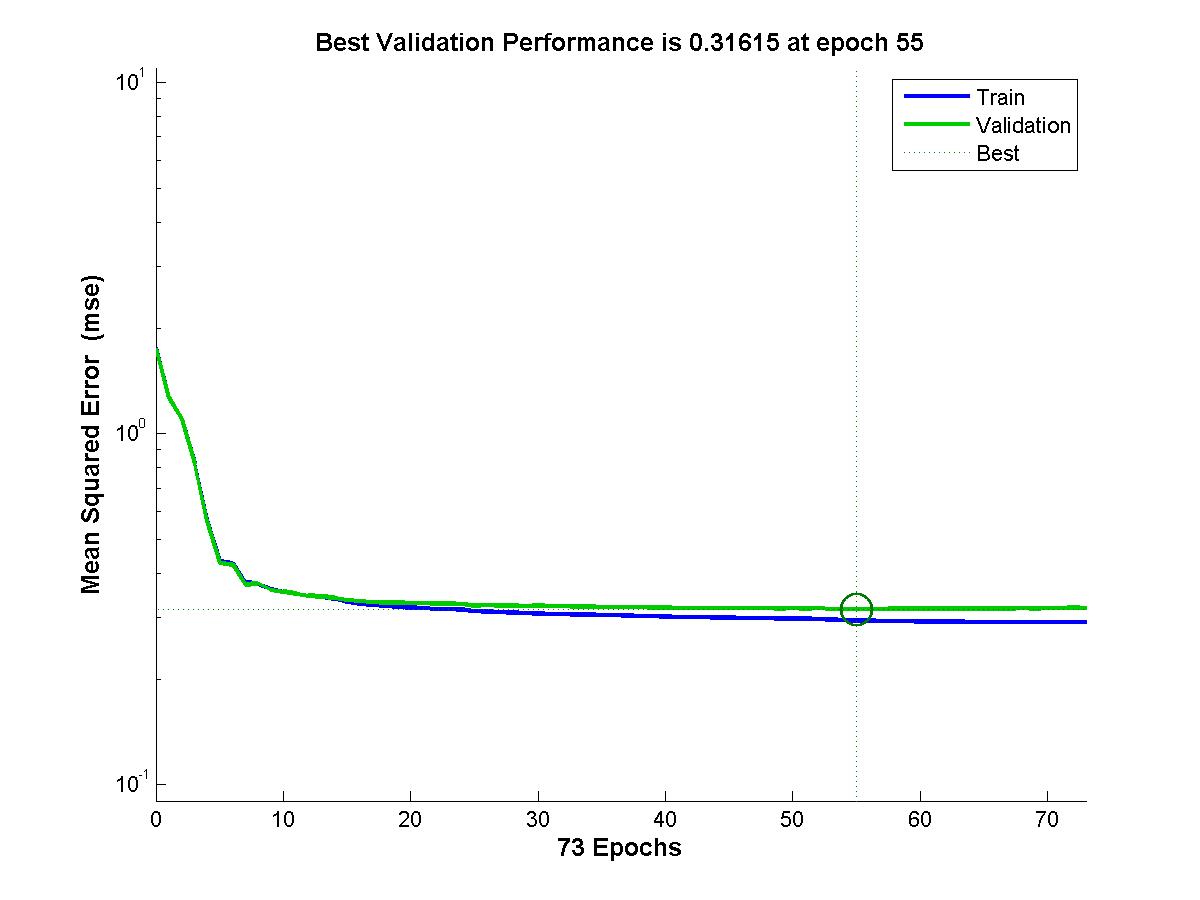 Best Validation Performance is 0.31615 at epoch 55
10^1
Train
Validation
Best
Mean Squared Error (mse)
10^0
10^-1
0 10 20 30 40 50 60 70
73 Epochs